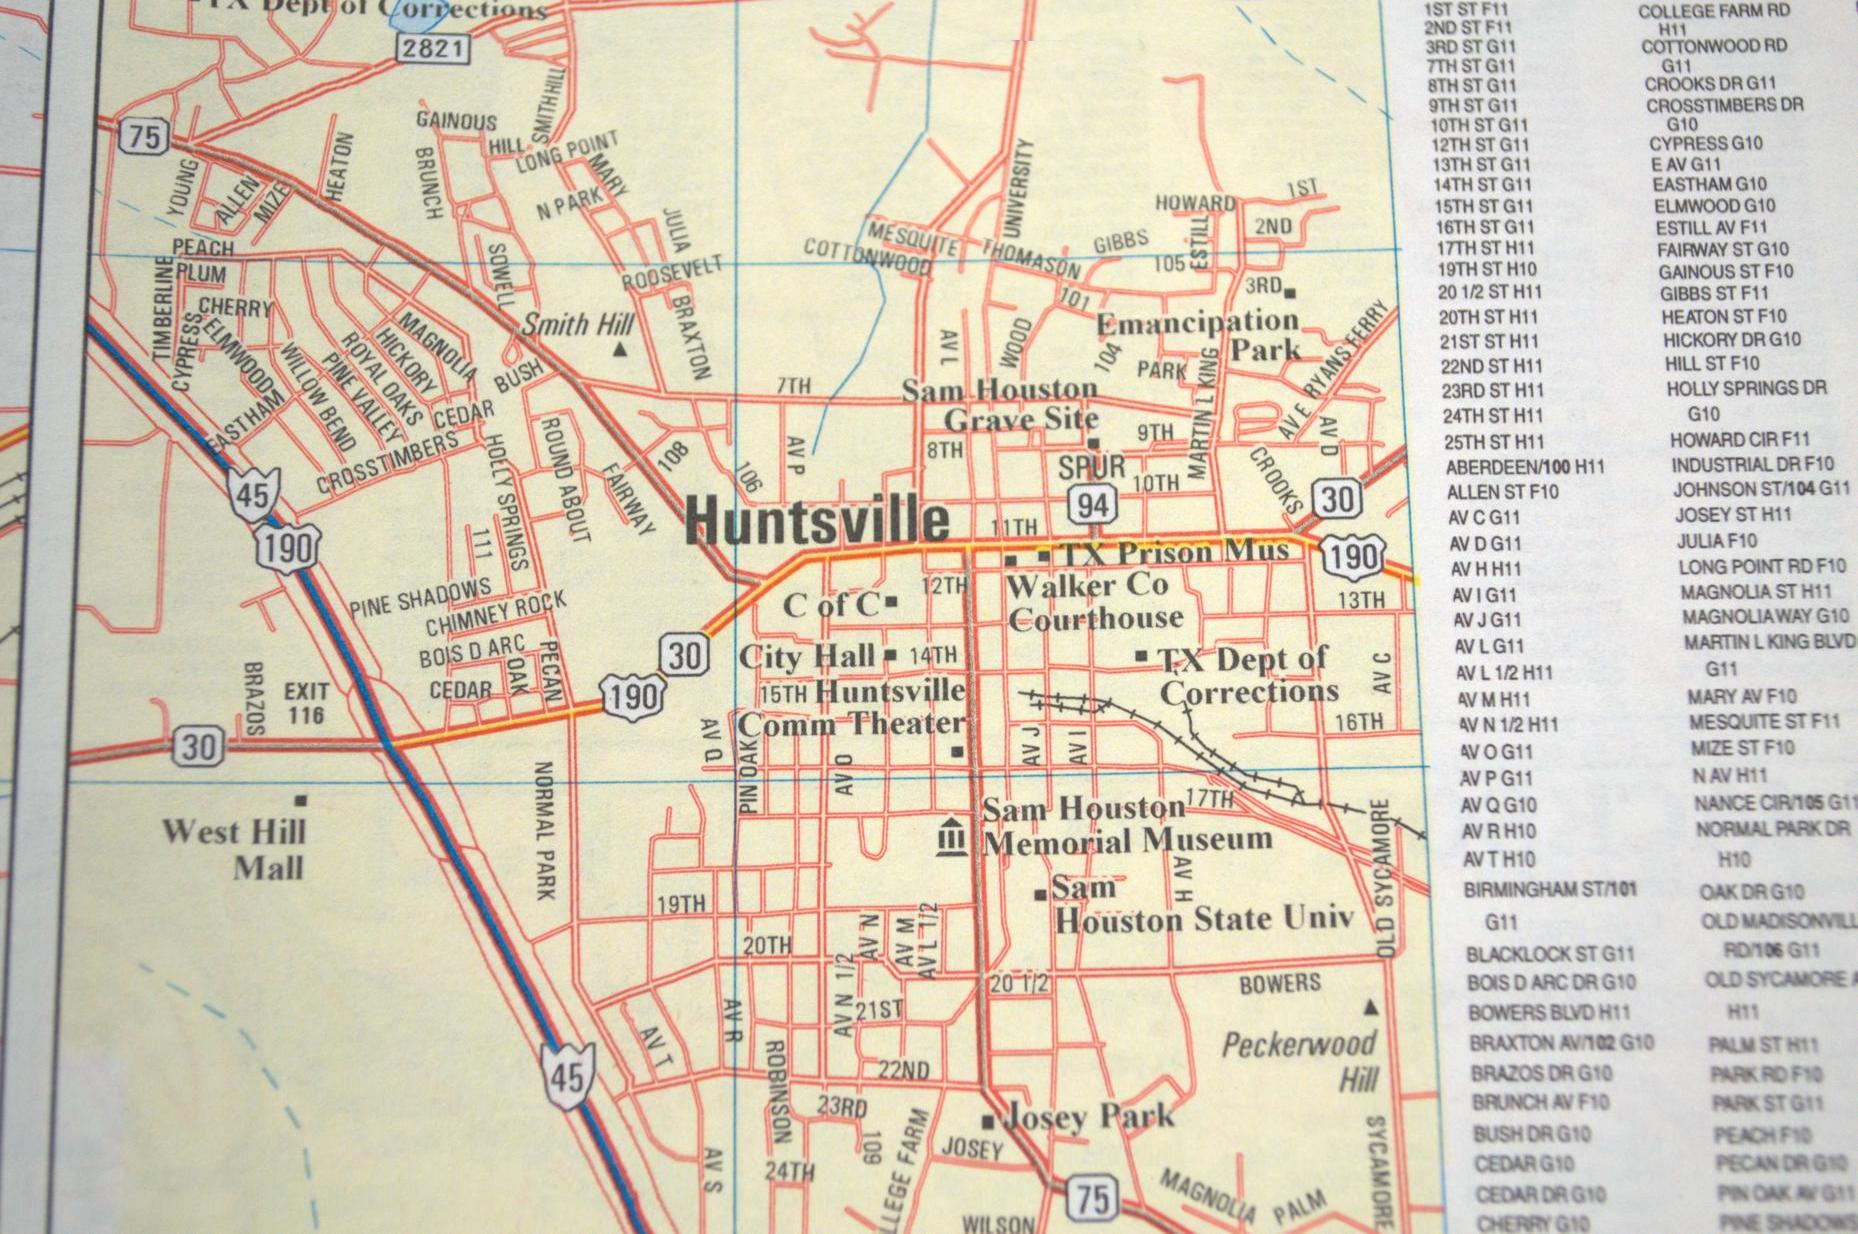 TX Dept of Corrections
2821
75
GAINOUS
SMITH HILL
HILL
LONG POINT
BRUNCH
MARY
N PARK
HEATON
YOUNG
ALLEN
MIZE
JULIA
UNIVERSITY
HOWARD
1ST
2ND
ESTILL
GIBBS
105
3RD
PEACH
PLUM
TIMBERLINE
CHERRY
CYPRESS
ELMWOODS
SOWELL
ROOSEVELT
BRAXTON
MESQUITE
COTTONWOOD
THOMASON
101
Smith Hill
MAGNOLIA
HICKORY
ROYAL OAKS
PINE VALLEY
WILLOW BEND
EASTHAM
CEDAR
CROSSTIMBERS
BUSH
AV L
WOOD
104
Emancipation
Park
PARK
MARTIN L KING
AV E
RYANS FERRY
AV D
7TH
Sam Houston
Grave Site
8TH
9TH
SPUR
94
10TH
CROOKS
30
HOLLY SPRINGS
ROUND ABOUT
FAIRWAY
108
106
AV P
45
190
Huntsville
11TH
TX Prison Mus
190
111
PINE SHADOWS
CHIMNEY ROCK
BOIS D ARC
OAK
PECAN
CEDAR
12TH
Walker Co
Courthouse
13TH
C of C
30
City Hall
14TH
TX Dept of
Corrections
AV C
190
15TH
Huntsville
Comm Theater
16TH
BRAZOS
EXIT
116
30
AV Q
PIN OAK
AV O
AV J
AV I
NORMAL PARK
West Hill
Mall
Sam Houston
Memorial Museum
17TH
AV H
OLD SYCAMORE
Sam
Houston State Univ
19TH
20TH
AV N
AV M
AV L 1/2
AV N 1/2
20 1/2
BOWERS
21ST
AV R
AV T
Peckerwood
Hill
45
ROBINSON
22ND
23RD
109
Josey Park
JOSEY
LLEGE FARM
AV S
24TH
75
WILSON
MAGNOLIA
PALM
SYCAMORE
1ST ST F11
2ND ST F11
3RD ST G11
7TH ST G11
8TH ST G11
9TH ST G11
10TH ST G11
12TH ST G11
13TH ST G11
14TH ST G11
15TH ST G11
16TH ST G11
17TH ST H11
19TH ST H10
20 1/2 ST H11
20TH ST H11
21ST ST H11
22ND ST H11
23RD ST H11
24TH ST H11
25TH ST H11
ABERDEEN/100 H11
ALLEN ST F10
AV C G11
AV D G11
AV H H11
AV I G11
AV J G11
AV L G11
AV L 1/2 H11
AV M H11
AV N 1/2 H11
AV O G11
AV P G11
AV Q G10
AV R H10
AV T H10
BIRMINGHAM ST/101
G11
BLACKLOCK ST G11
BOIS D ARC DR G10
BOWERS BLVD H11
BRAXTON AV/102 G10
BRAZOS DR G10
BRUNCH AV F10
BUSH DR G10
CEDAR G10
CEDAR DR G10
CHERRY G10
COLLEGE FARM RD
H11
COTTONWOOD RD
G11
CROOKS DR G11
CROSSTIMBERS DR
G10
CYPRESS G10
E AV G11
EASTHAM G10
ELMWOOD G10
ESTILL AV F11
FAIRWAY ST G10
GAINOUS ST F10
GIBBS ST F11
HEATON ST F10
HICKORY DR G10
HILL ST F10
HOLLY SPRINGS DR
G10
HOWARD CIR F11
INDUSTRIAL DR F10
JOHNSON ST/104 G11
JOSEY ST H11
JULIA F10
LONG POINT RD F10
MAGNOLIA ST H11
MAGNOLIA WAY G10
MARTIN L KING BLVD
G11
MARY AV F10
MESQUITE ST F11
MIZE ST F10
N AV H11
NANCE CIR/105 G11
NORMAL PARK DR
H10
OAK DR G10
OLD MADISONVILL
RD/106 G11
OLD SYCAMORE A
H11
PALM ST H11
PARK RD F10
PARK ST G11
PEACH F10
PECAN DR G10
PIN OAK AV G11
PINE SHADOWS